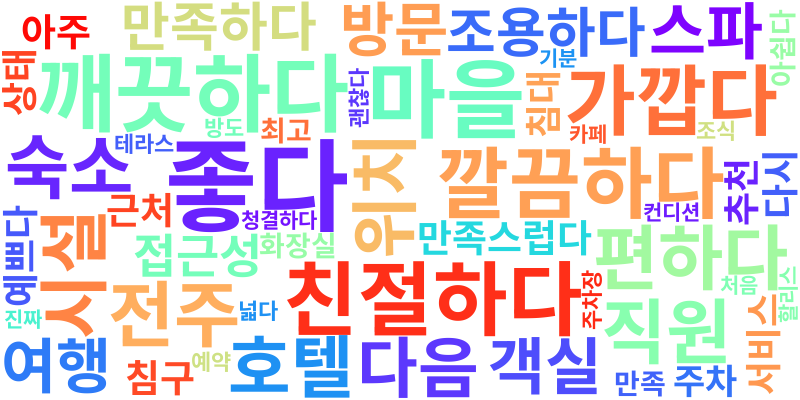 아주
만족하다
방문
조용하다
스파
아쉽다
상태
깨끗하다
마을
기분
괜찮다
침대
가깝다
방도
최고
카페
조식
테라스
숙소
좋다
위치
깔끔하다
추천
다시
근처
청결하다
컨디션
예쁘다
시설
접근성
화장실
만족스럽다
편하다
처음
할리스
전주
넓다
친절하다
주차장
직원
서비스
진짜
여행
침구
예약
호텔
다음
객실
만족
주차